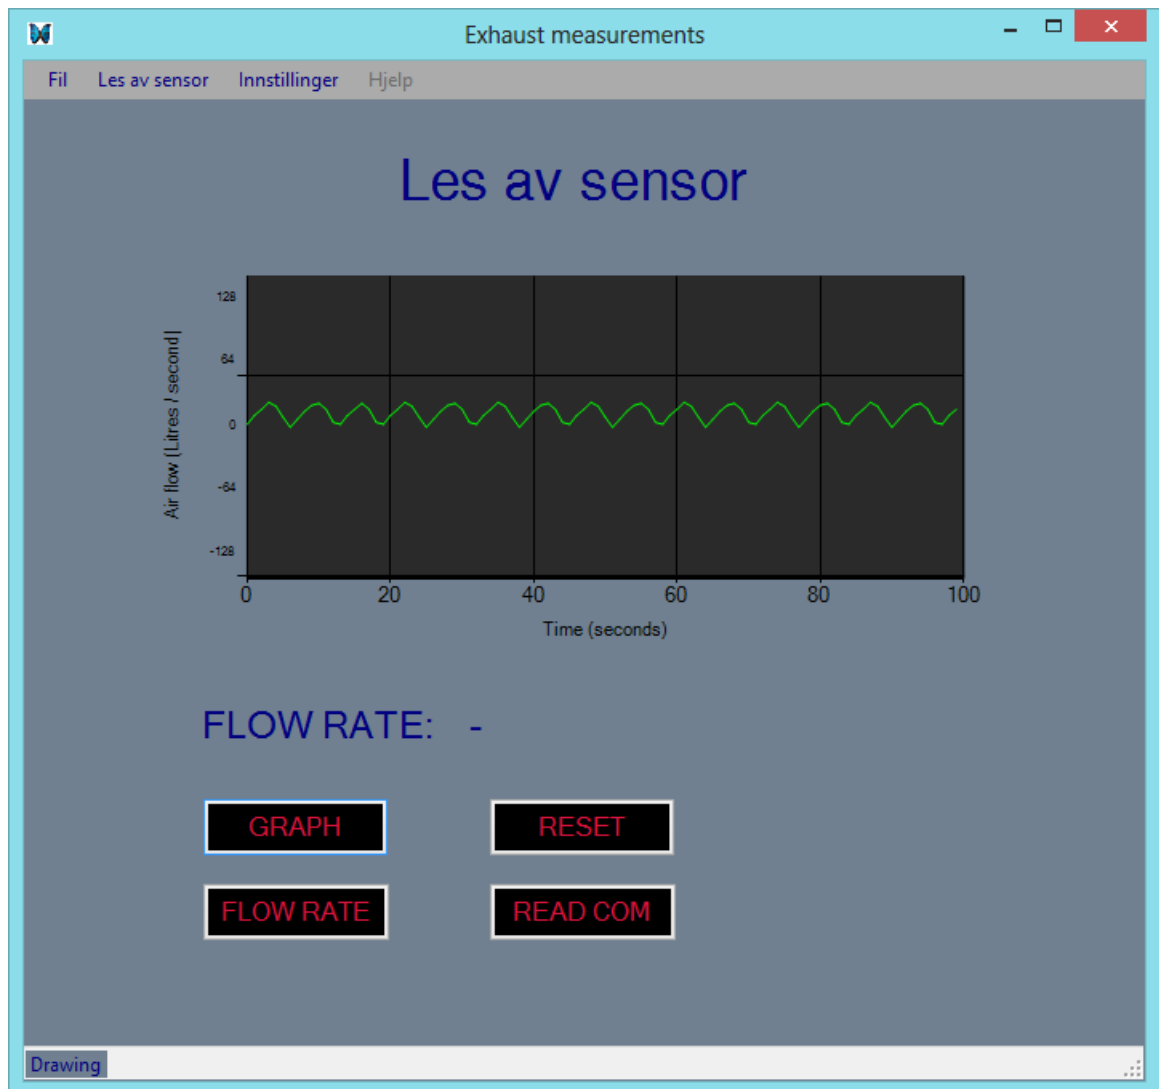 Exhaust measurements
Fil Les av sensor Innstillinger Hjelp
Les av sensor
128
64
0
-64
-128
Air flow (Litres / second)
0 20 40 60 80 100
Time (seconds)
FLOW RATE: -
GRAPH RESET
FLOW RATE READ COM
Drawing